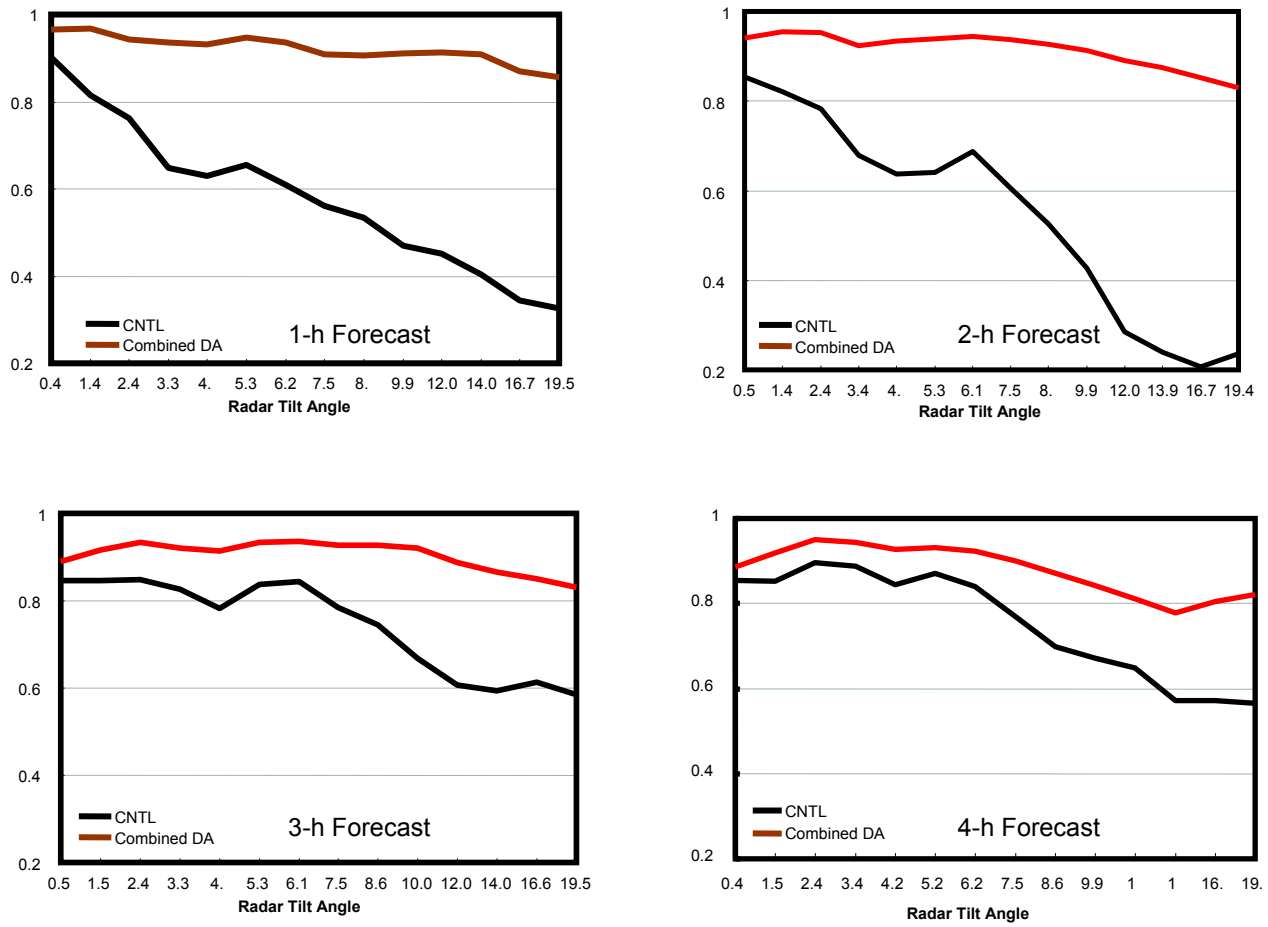 1
0.8
0.6
0.4
0.2
CNTL
Combined DA
1-h Forecast
0.4 1.4 2.4 3.3 4. 5.3 6.2 7.5 8. 9.9 12.0 14.0 16.7 19.5
Radar Tilt Angle
1
0.8
0.6
0.4
0.2
CNTL
Combined DA
2-h Forecast
0.5 1.4 2.4 3.4 4. 5.3 6.1 7.5 8. 9.9 12.0 13.9 16.7 19.4
Radar Tilt Angle
1
0.8
0.6
0.4
0.2
CNTL
Combined DA
3-h Forecast
0.5 1.5 2.4 3.3 4. 5.3 6.1 7.5 8.6 10.0 12.0 14.0 16.6 19.5
Radar Tilt Angle
1
0.8
0.6
0.4
0.2
CNTL
Combined DA
4-h Forecast
0.4 1.5 2.4 3.4 4.2 5.2 6.2 7.5 8.6 9.9 1 1 16. 19.
Radar Tilt Angle